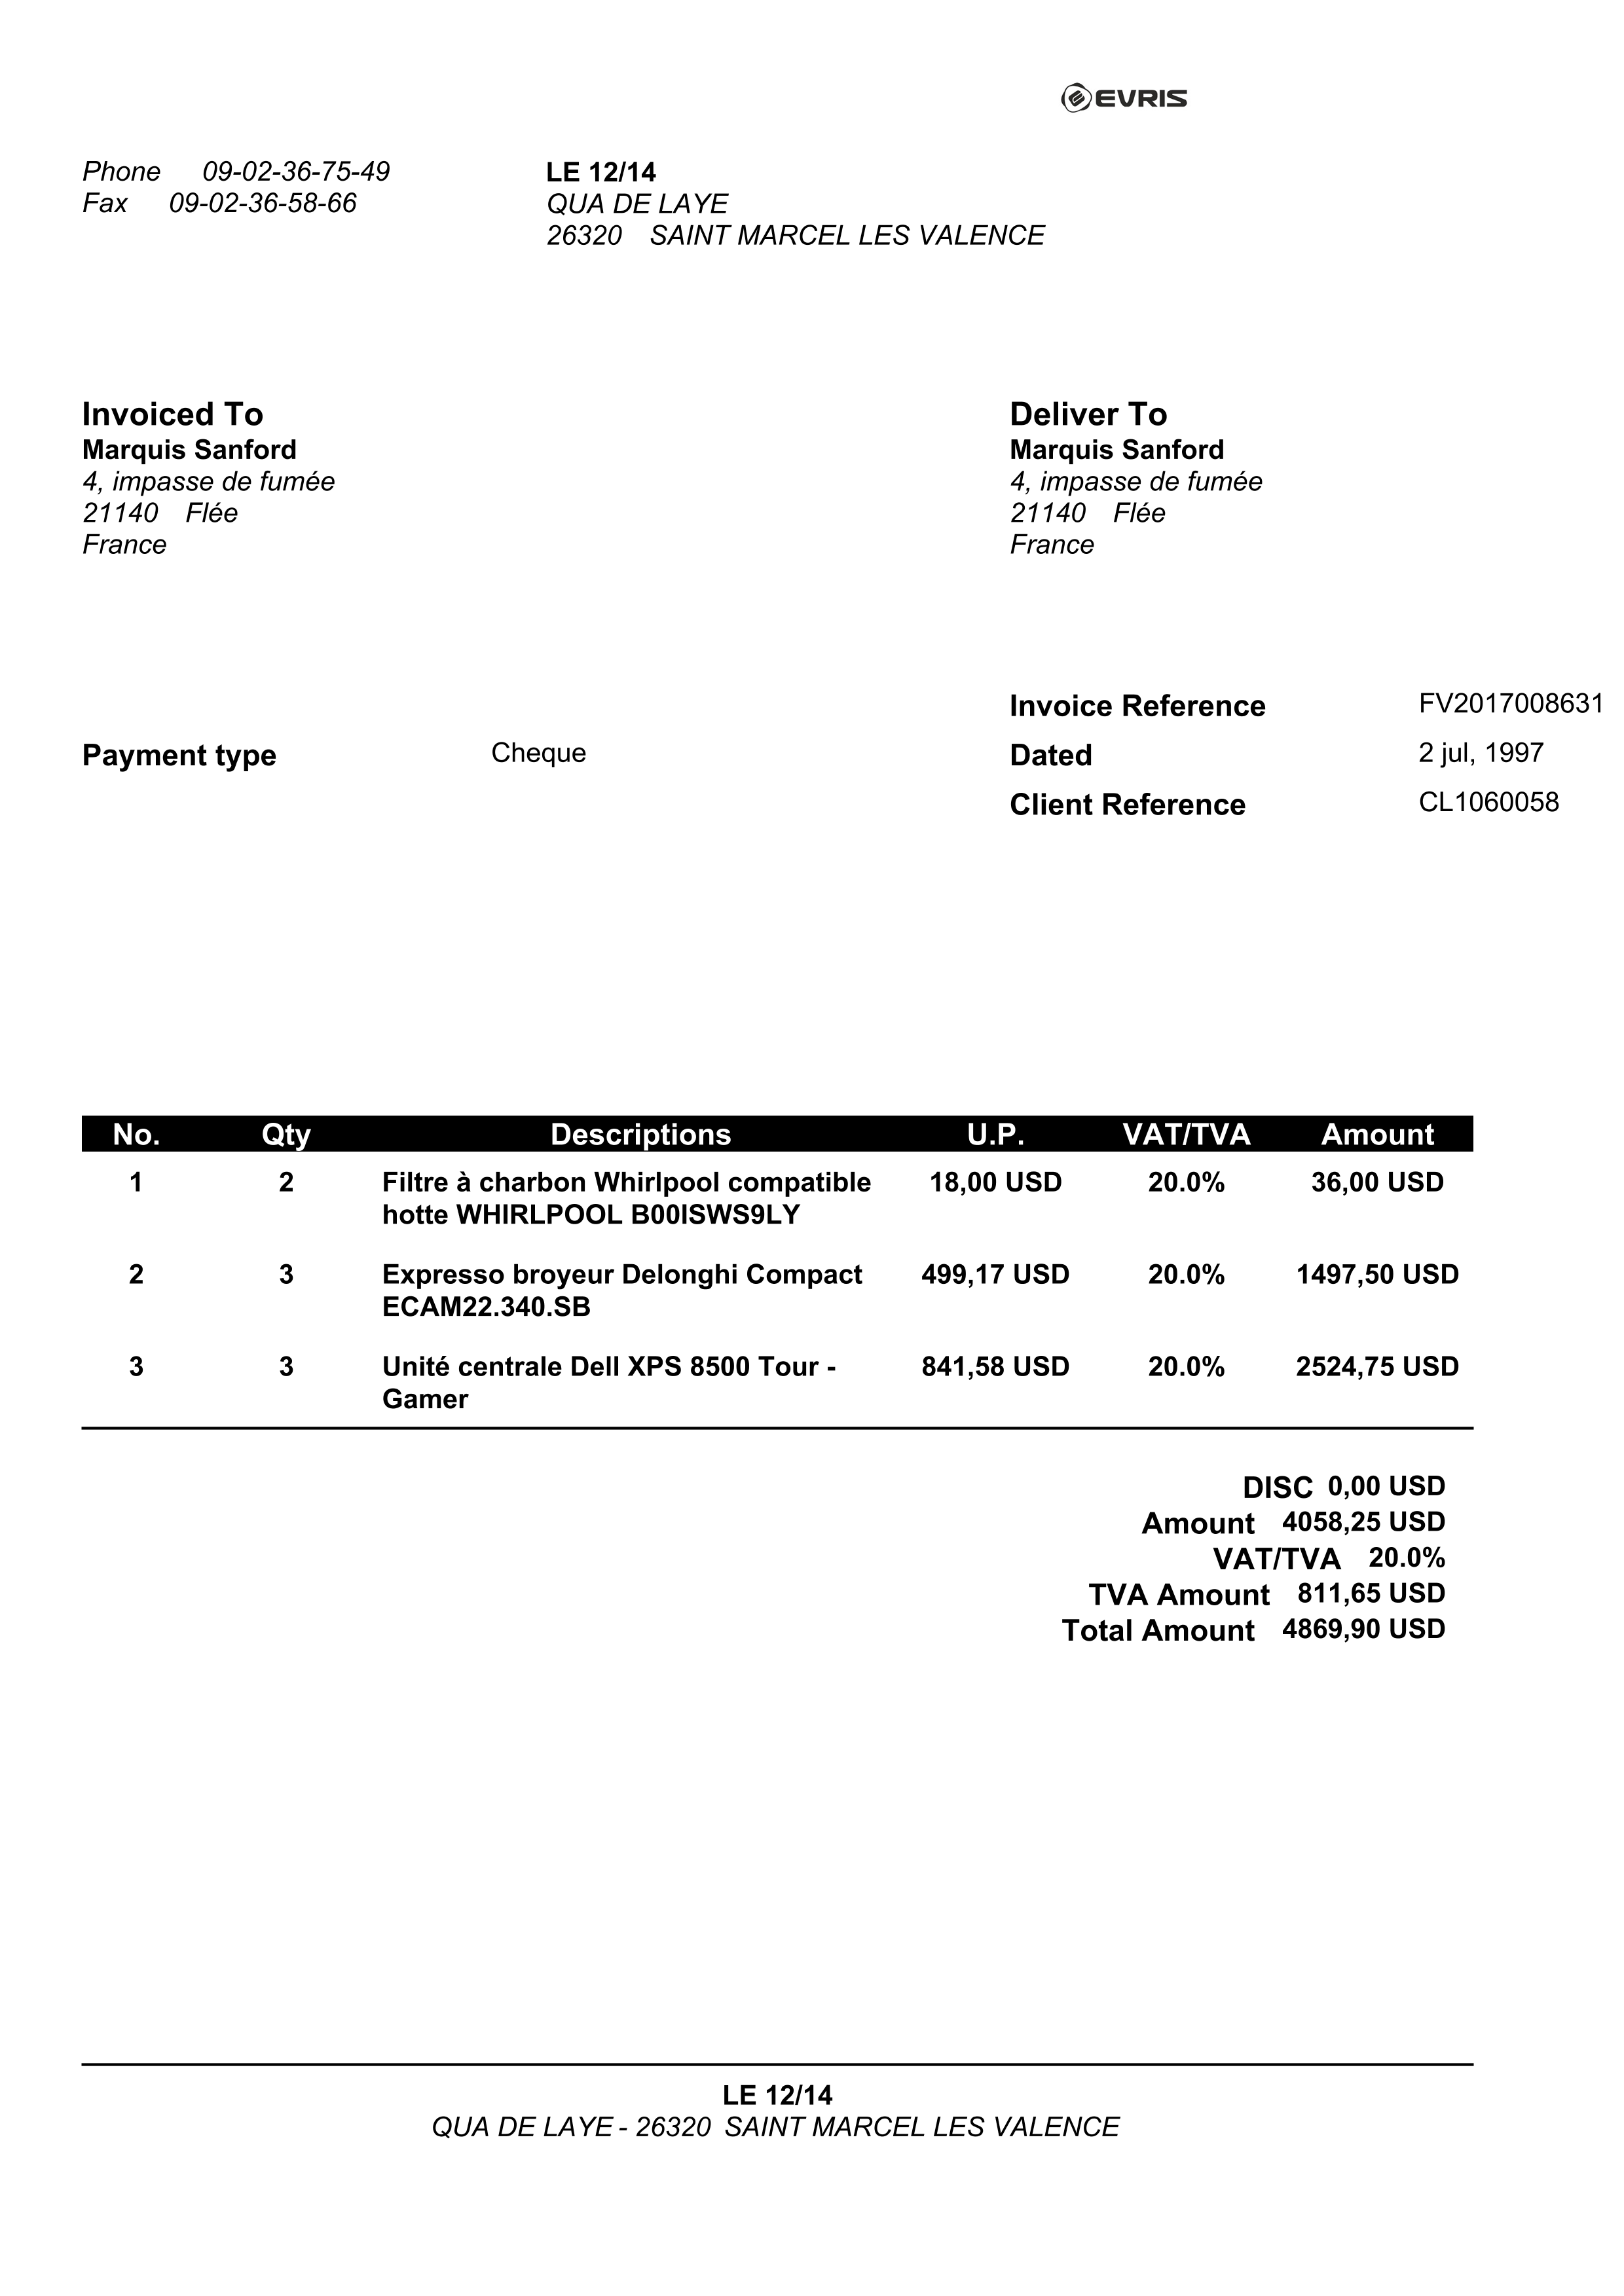 EVRIS
Phone 09-02-36-75-49
Fax 09-02-36-58-66
LE 12/14
QUA DE LAYE
26320 SAINT MARCEL LES VALENCE
Invoiced To
Marquis Sanford
4, impasse de fumée
21140 Flée
France
Deliver To
Marquis Sanford
4, impasse de fumée
21140 Flée
France
Payment type Cheque
Invoice Reference FV2017008631
Dated 2 jul, 1997
Client Reference CL1060058
No. Qty Descriptions U.P. VAT/TVA Amount
1 2 Filtre à charbon Whirlpool compatible 18,00 USD 20.0% 36,00 USD
hotte WHIRLPOOL B00ISWS9LY
2 3 Expresso broyeur Delonghi Compact 499,17 USD 20.0% 1497,50 USD
ECAM22.340.SB
3 3 Unité centrale Dell XPS 8500 Tour - 841,58 USD 20.0% 2524,75 USD
Gamer
DISC 0,00 USD
Amount 4058,25 USD
VAT/TVA 20.0%
TVA Amount 811,65 USD
Total Amount 4869,90 USD
LE 12/14
QUA DE LAYE - 26320 SAINT MARCEL LES VALENCE